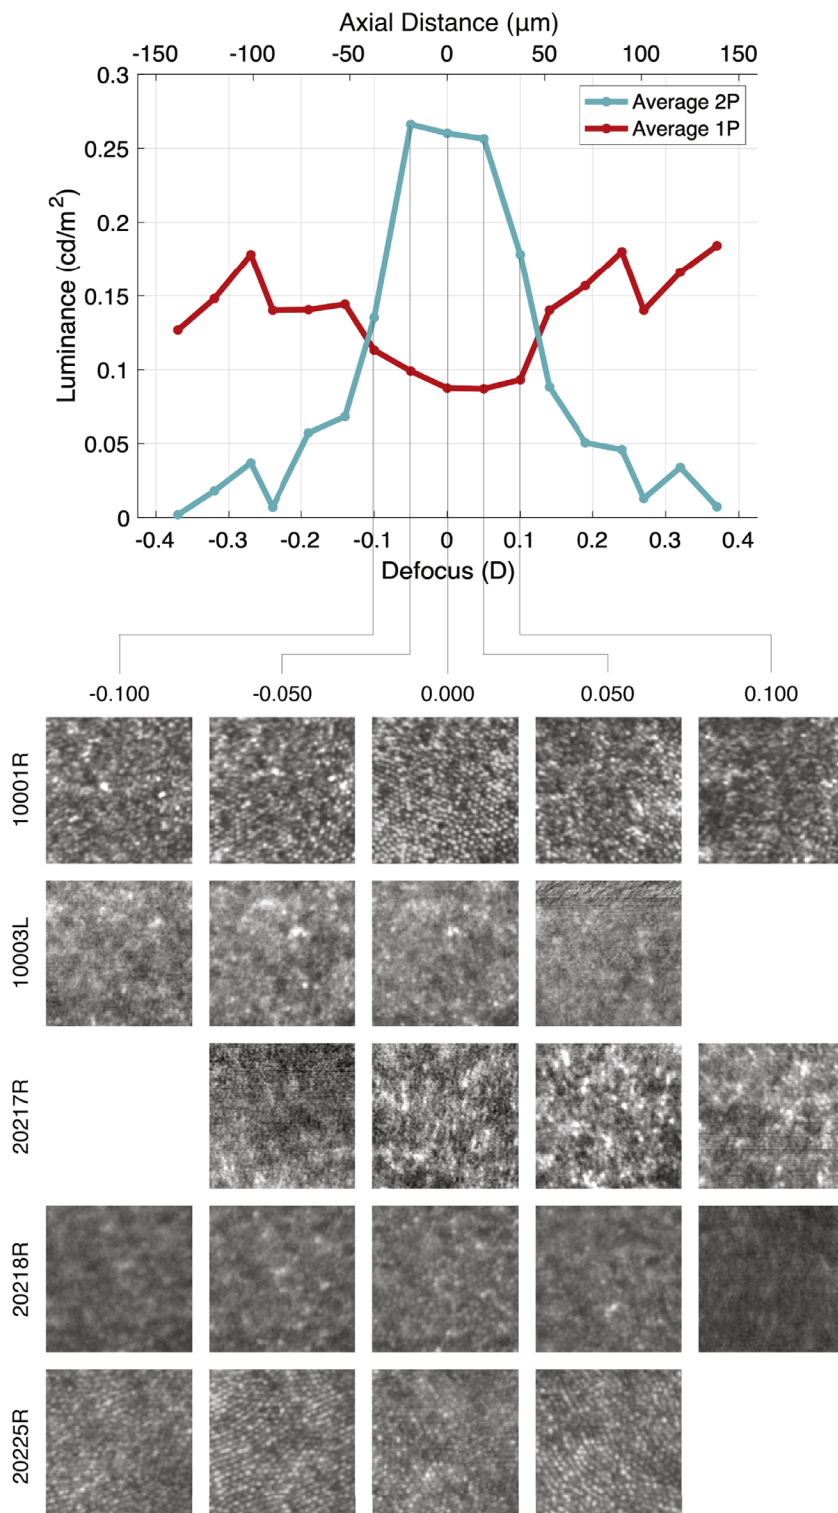 Axial Distance (µm)
-150 -100 -50 0 50 100 150
0.3
0.25
0.2
0.15
0.1
0.05
0
Luminance (cd/m²)
Average 2P
Average 1P
-0.4 -0.3 -0.2 -0.1 0 0.1 0.2 0.3 0.4
Defocus (D)
-0.100 -0.050 0.000 0.050 0.100
10001R
10003L
20217R
20218R
20225R